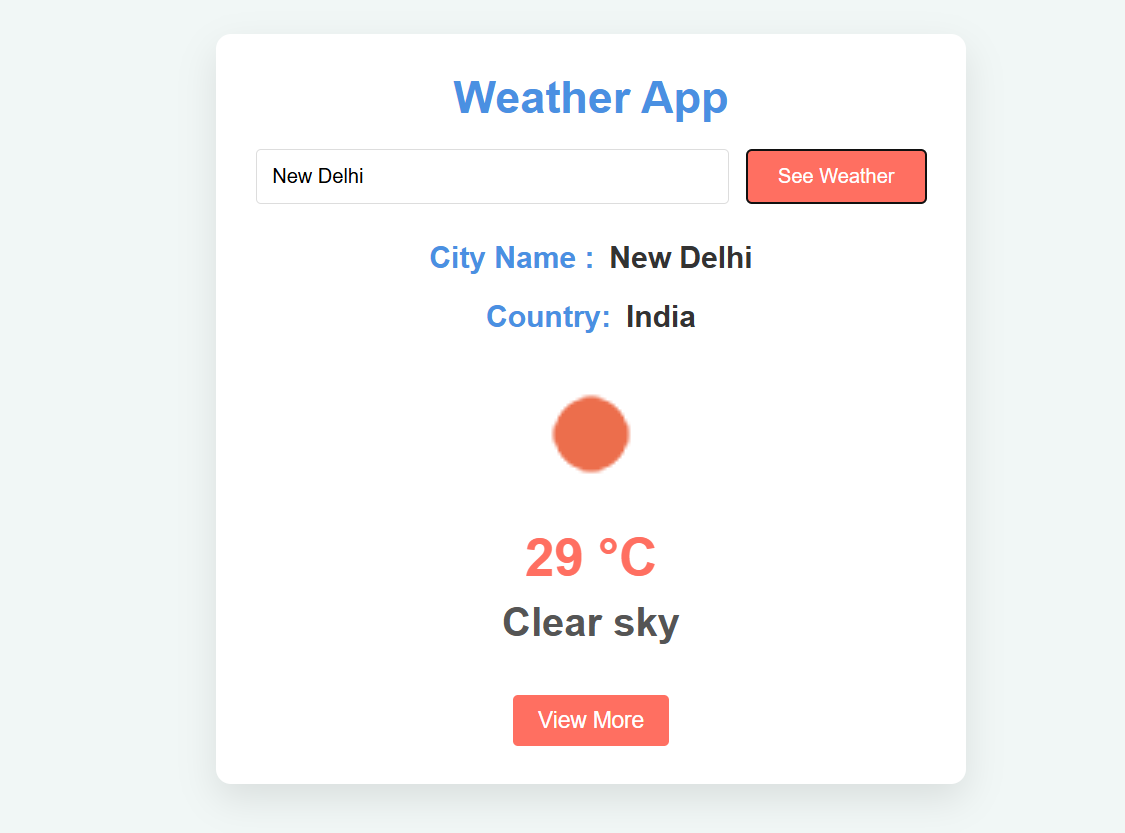 Weather App
New Delhi See Weather
City Name : New Delhi
Country: India
29 °C
Clear sky
View More